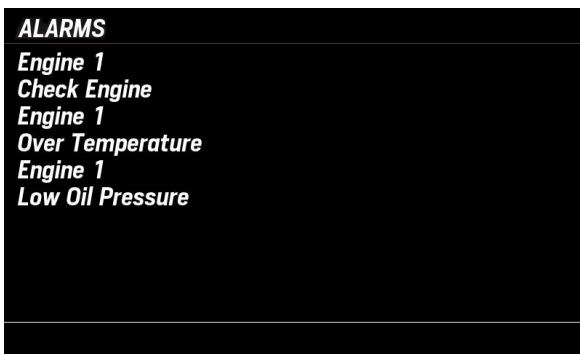 ALARMS
Engine 1
Check Engine
Engine 1
Over Temperature
Engine 1
Low Oil Pressure